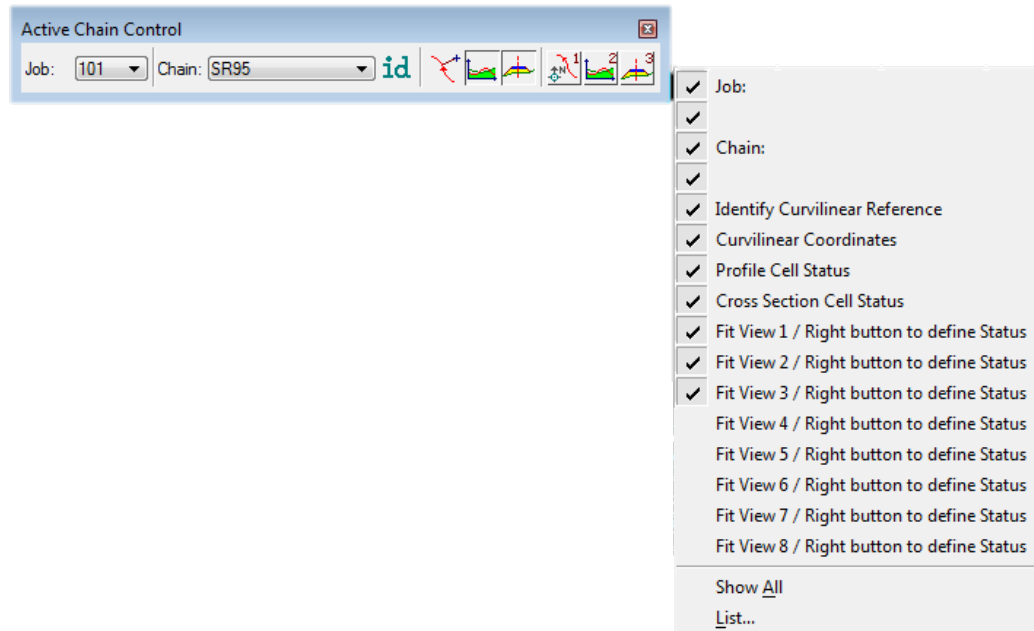 Active Chain Control
Job: 101 Chain: SR95 id 1 2 3
N
Job:
Chain:
Identify Curvilinear Reference
Curvilinear Coordinates
Profile Cell Status
Cross Section Cell Status
Fit View 1 / Right button to define Status
Fit View 2 / Right button to define Status
Fit View 3 / Right button to define Status
Fit View 4 / Right button to define Status
Fit View 5 / Right button to define Status
Fit View 6 / Right button to define Status
Fit View 7 / Right button to define Status
Fit View 8 / Right button to define Status
Show All
List...